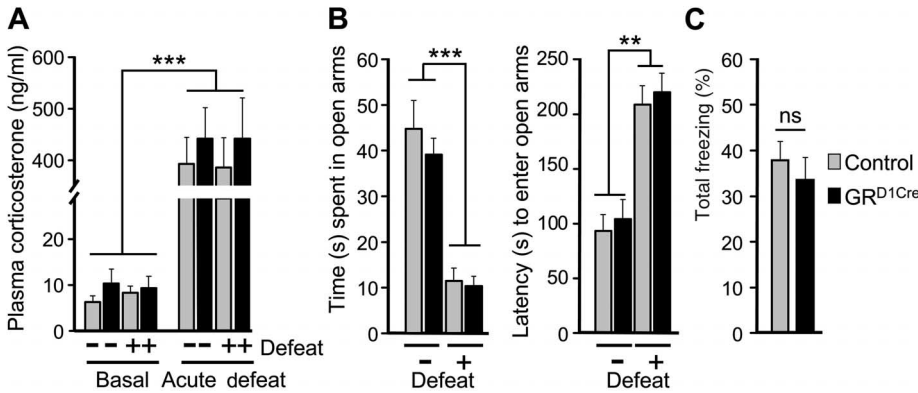 A
Plasma corticosterone (ng/ml)
600
500
400
20
10
0
***
-- ++ -- ++ Defeat
Basal Acute defeat
B
Time (s) spent in open arms
60
50
40
30
20
10
0
***
- +
Defeat
Latency (s) to enter open arms
250
200
150
100
50
0
**
- +
Defeat
C
Total freezing (%)
60
50
40
30
20
10
0
ns
Control
GRD1Cre